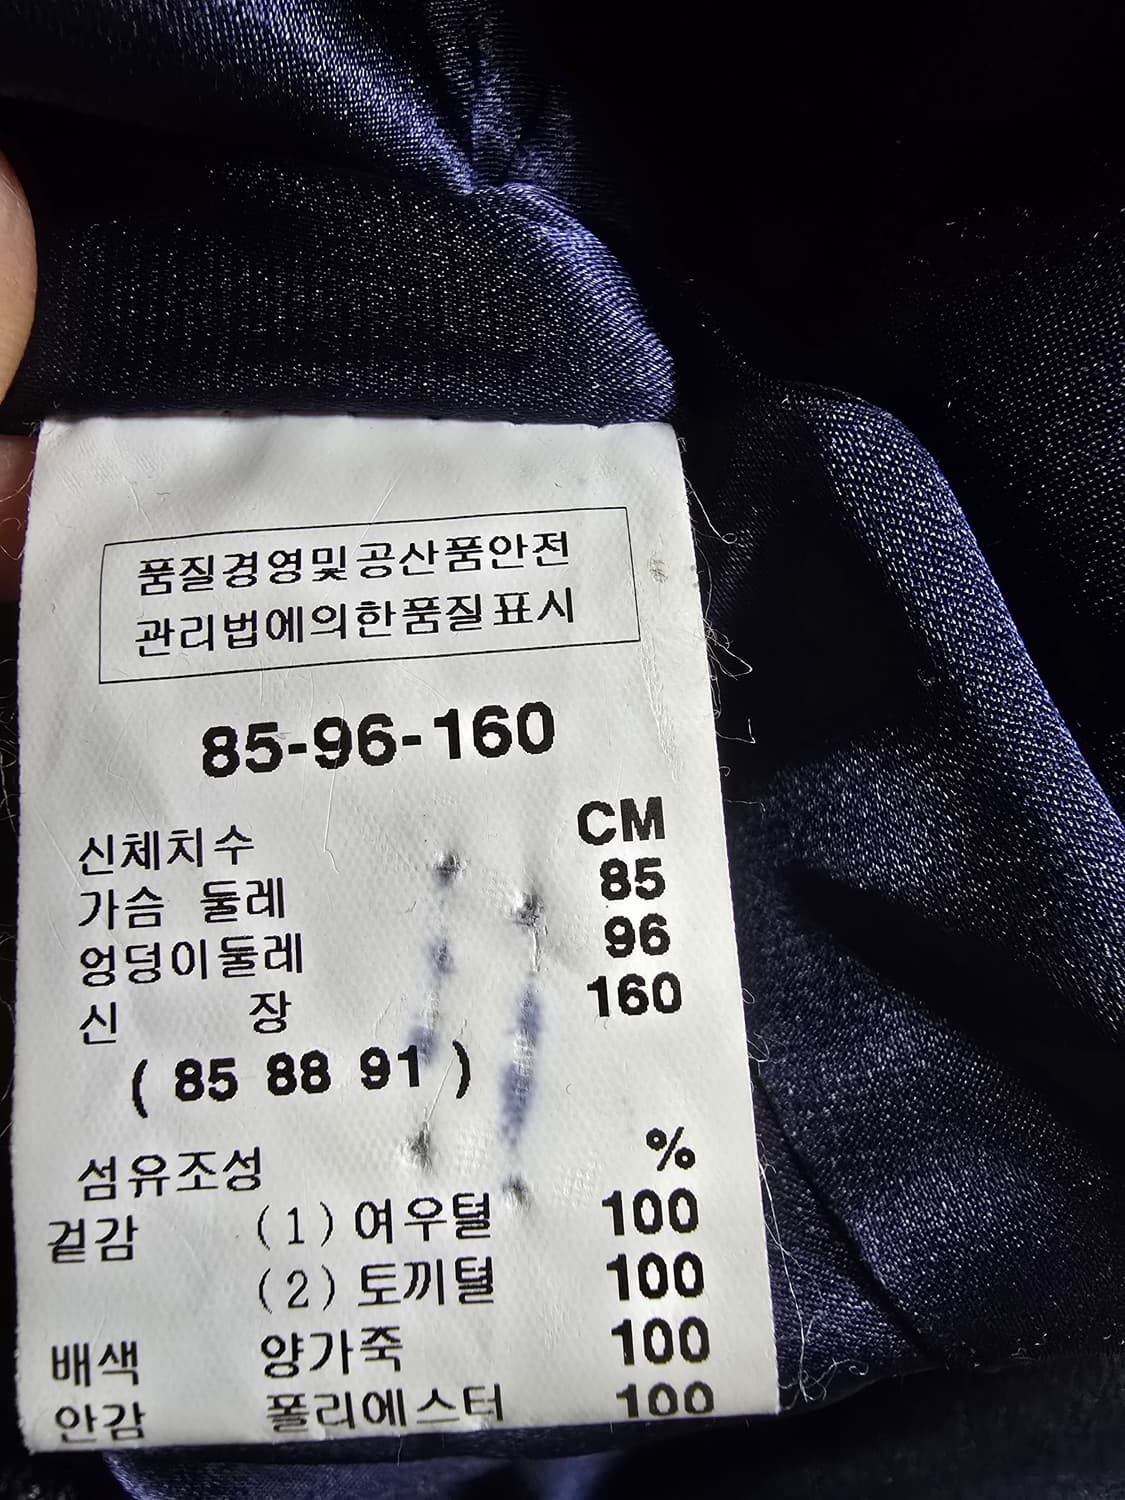 품질경영및공산품안전
관리법에의한품질표시
85-96-160
신체치수 CM
가슴 둘레 85
엉덩이둘레 96
신 장 160
( 85 88 91 )
섬유조성 %
겉감 (1) 여우털 100
(2) 토끼털 100
배색 양가죽 100
안감 폴리에스터 100